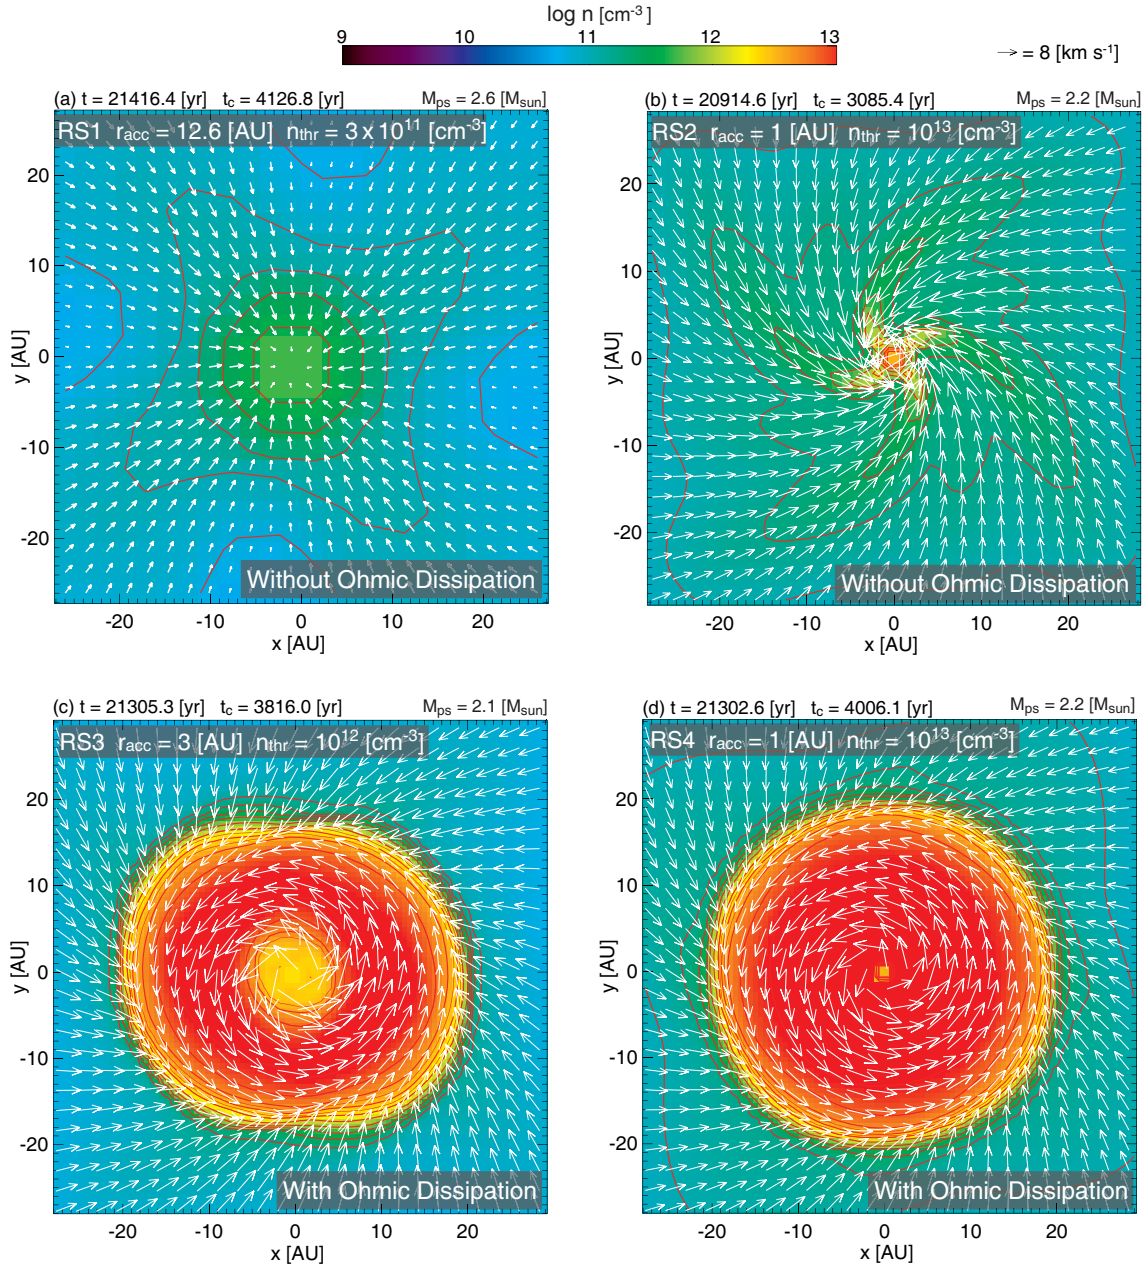 log n [cm⁻³]
9 10 11 12 13
→ = 8 [km s⁻¹]
(a) t = 21416.4 [yr] t_c = 4126.8 [yr] M_ps = 2.6 [M_sun]
RS1 r_acc = 12.6 [AU] n_thr = 3 x 10¹¹ [cm⁻³]
20
10
0
-10
-20
y [AU]
Without Ohmic Dissipation
-20 -10 0 10 20
x [AU]
(b) t = 20914.6 [yr] t_c = 3085.4 [yr] M_ps = 2.2 [M_sun]
RS2 r_acc = 1 [AU] n_thr = 10¹³ [cm⁻³]
20
10
0
-10
-20
y [AU]
Without Ohmic Dissipation
-20 -10 0 10 20
x [AU]
(c) t = 21305.3 [yr] t_c = 3816.0 [yr] M_ps = 2.1 [M_sun]
RS3 r_acc = 3 [AU] n_thr = 10¹² [cm⁻³]
20
10
0
-10
-20
y [AU]
With Ohmic Dissipation
-20 -10 0 10 20
x [AU]
(d) t = 21302.6 [yr] t_c = 4006.1 [yr] M_ps = 2.2 [M_sun]
RS4 r_acc = 1 [AU] n_thr = 10¹³ [cm⁻³]
20
10
0
-10
-20
y [AU]
With Ohmic Dissipation
-20 -10 0 10 20
x [AU]